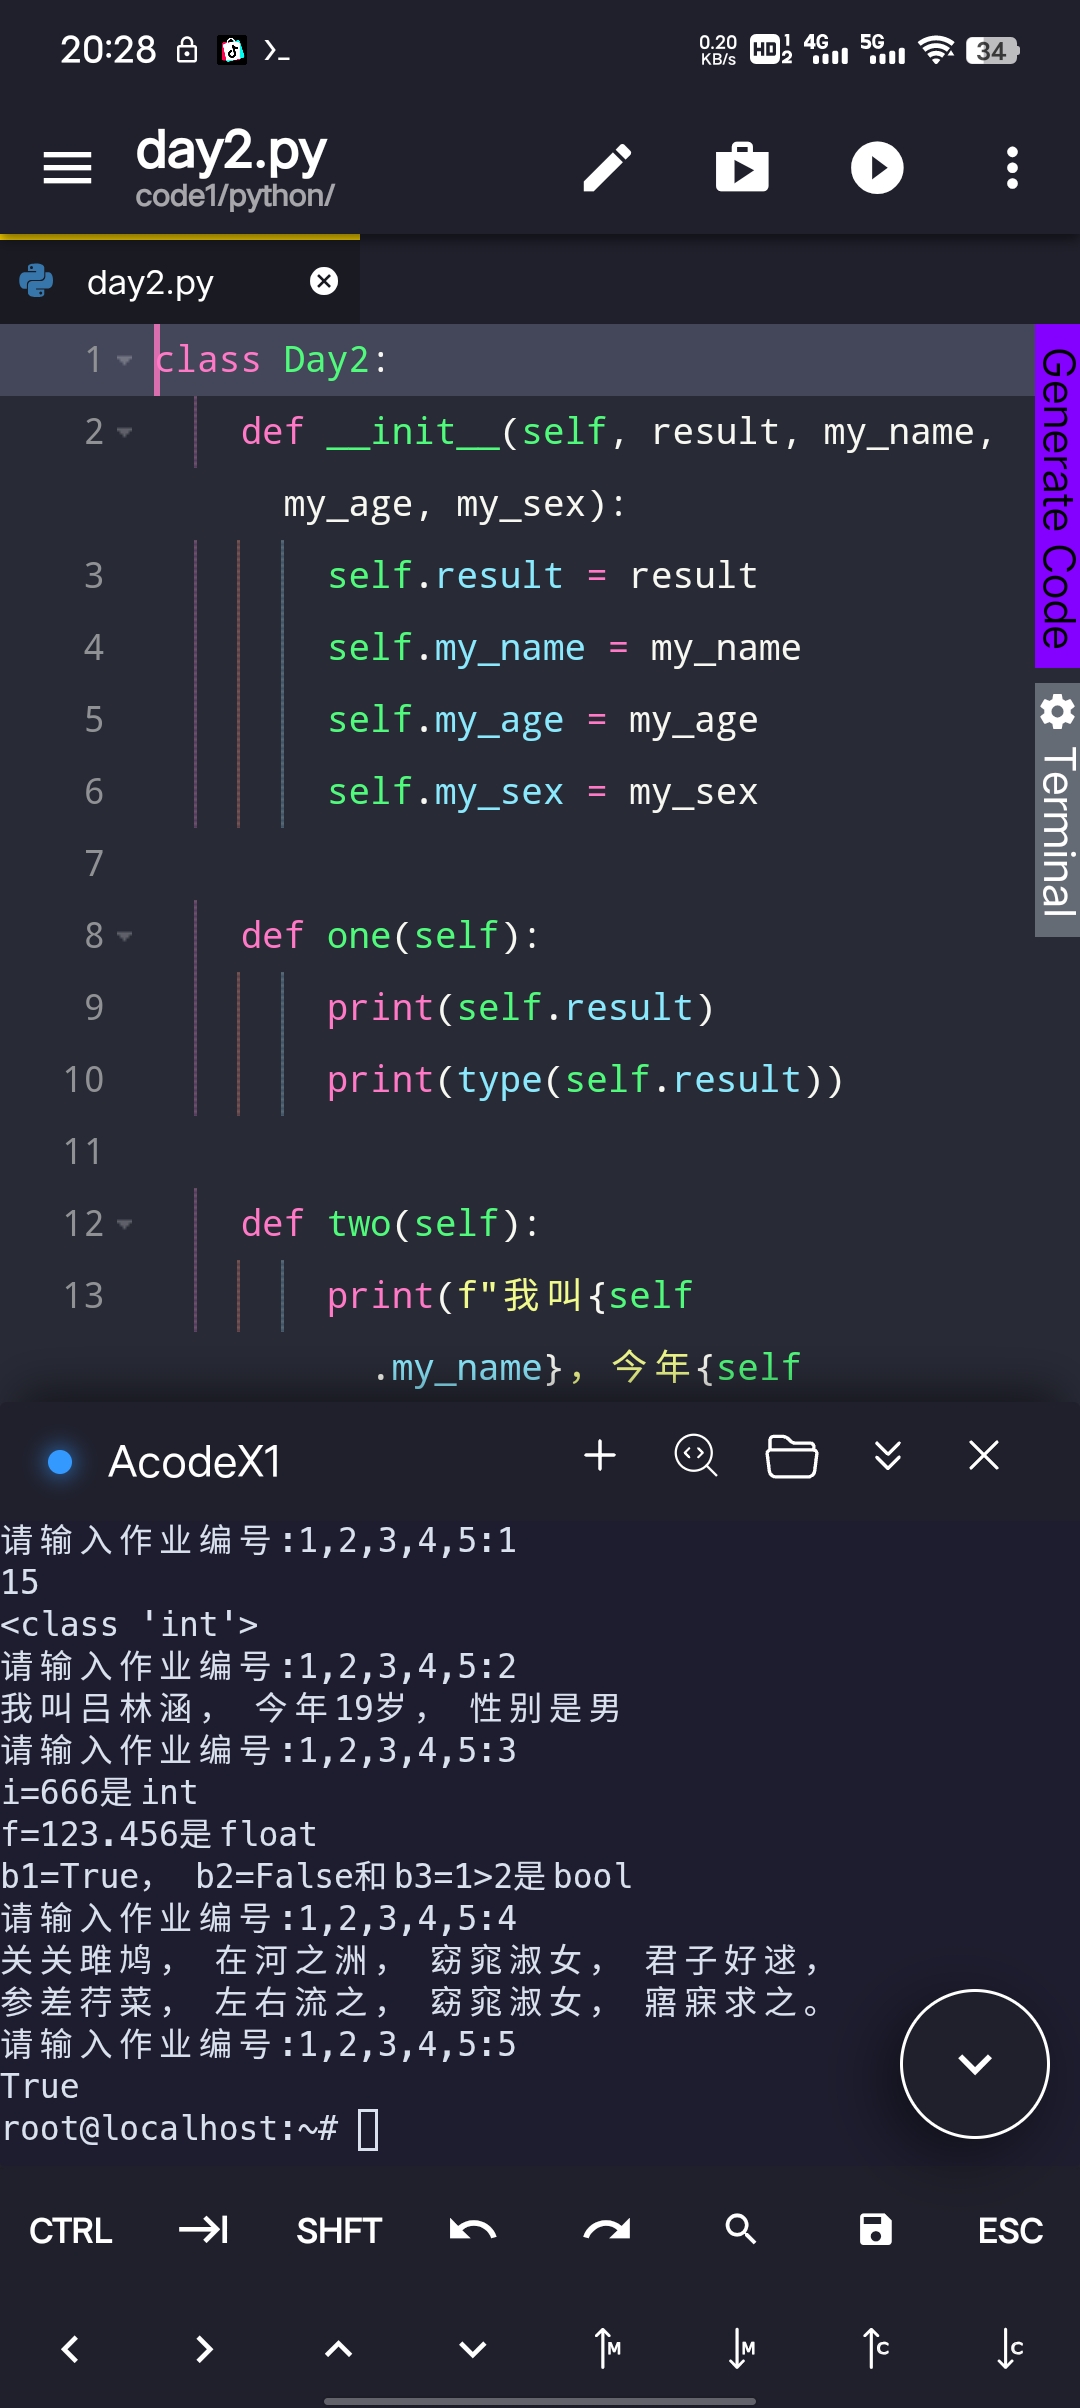 20:28
0.20 KB/s HD 1 2 4G 5G 34
day2.py
code1/python/
day2.py
1 class Day2:
2 def __init__(self, result, my_name,
my_age, my_sex):
3 self.result = result
4 self.my_name = my_name
5 self.my_age = my_age
6 self.my_sex = my_sex
7
8 def one(self):
9 print(self.result)
10 print(type(self.result))
11
12 def two(self):
13 print(f"我叫{self
.my_name}，今年{self
Generate Code
Terminal
AcodeX1
请输入作业编号:1,2,3,4,5:1
15
<class 'int'>
请输入作业编号:1,2,3,4,5:2
我叫吕林涵，今年19岁，性别是男
请输入作业编号:1,2,3,4,5:3
i=666是int
f=123.456是float
b1=True，b2=False和b3=1>2是bool
请输入作业编号:1,2,3,4,5:4
关关雎鸠，在河之洲，窈窕淑女，君子好逑，
参差荇菜，左右流之，窈窕淑女，寤寐求之。
请输入作业编号:1,2,3,4,5:5
True
root@localhost:~#
CTRL SHFT ESC
M M C C